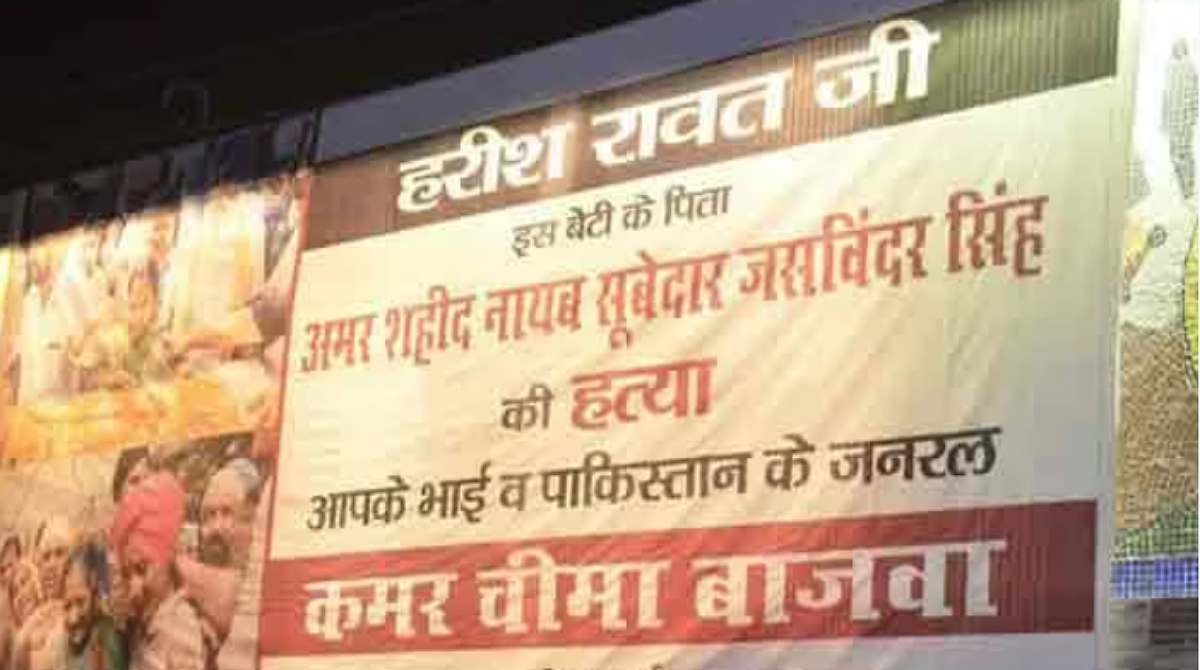 हरीश रावत जी
इस बेटी के पिता
अमर शहीद नायब सूबेदार जसविंदर सिंह
की हत्या
आपके भाई व पाकिस्तान के जनरल
कमर चीमा बाजवा